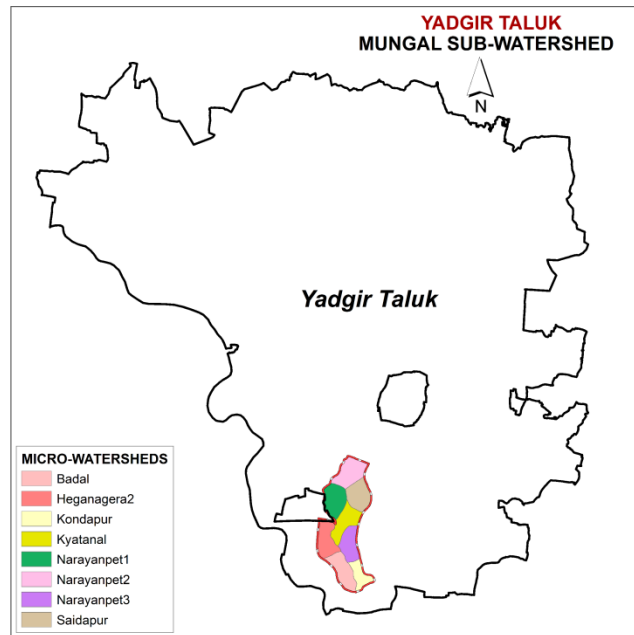 YADGIR TALUK
MUNGAL SUB-WATERSHED
N
Yadgir Taluk
MICRO-WATERSHEDS
Badal
Heganagera2
Kondapur
Kyatanal
Narayanpet1
Narayanpet2
Narayanpet3
Saidapur